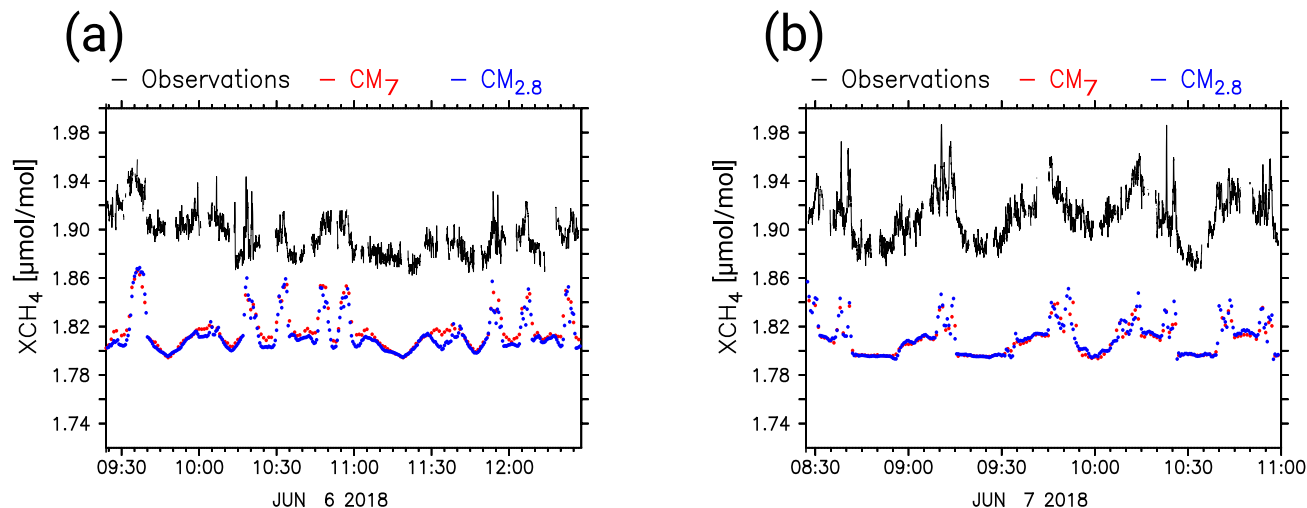 (a)
— Observations — CM7 — CM2.8
XCH4 [μmol/mol]
1.98
1.94
1.90
1.86
1.82
1.78
1.74
09:30 10:00 10:30 11:00 11:30 12:00
JUN 6 2018
(b)
— Observations — CM7 — CM2.8
XCH4 [μmol/mol]
1.98
1.94
1.90
1.86
1.82
1.78
1.74
08:30 09:00 09:30 10:00 10:30 11:00
JUN 7 2018